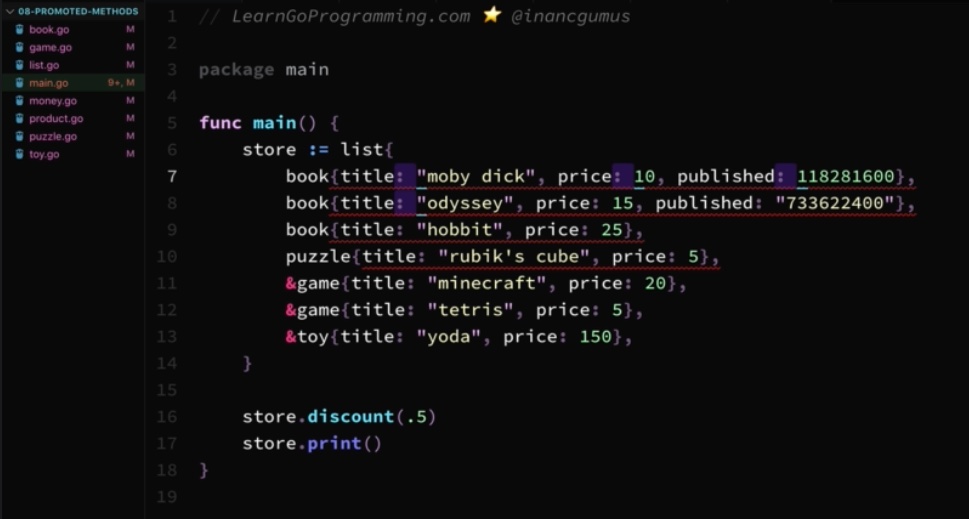 08-PROMOTED-METHODS
book.go M
game.go M
list.go M
main.go 9+, M
money.go M
product.go M
puzzle.go M
toy.go M
1 // LearnGoProgramming.com ⭐ @inancgumus
2
3 package main
4
5 func main() {
6 store := list{
7 book{title: "moby dick", price: 10, published: 118281600},
8 book{title: "odyssey", price: 15, published: "733622400"},
9 book{title: "hobbit", price: 25},
10 puzzle{title: "rubik's cube", price: 5},
11 &game{title: "minecraft", price: 20},
12 &game{title: "tetris", price: 5},
13 &toy{title: "yoda", price: 150},
14 }
15
16 store.discount(.5)
17 store.print()
18 }
19